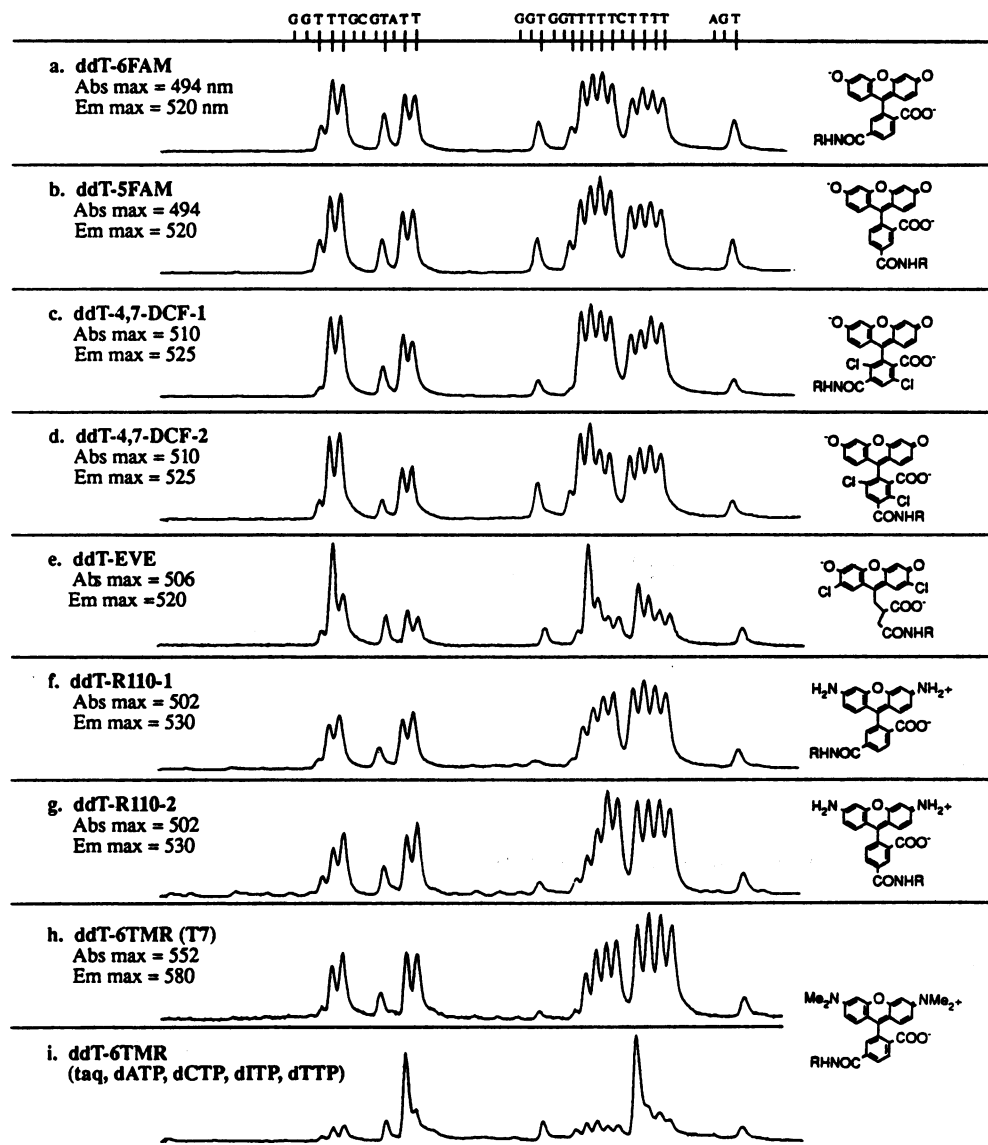 GGTTTGCGTATT GGTGGTTTTTCTTTT AGT
a. ddT-6FAM
Abs max = 494 nm
Em max = 520 nm
-O O O
COO-
RHNOC
b. ddT-5FAM
Abs max = 494
Em max = 520
-O O O
COO-
CONHR
c. ddT-4,7-DCF-1
Abs max = 510
Em max = 525
-O O O
Cl COO-
RHNOC Cl
d. ddT-4,7-DCF-2
Abs max = 510
Em max = 525
-O O O
Cl COO-
Cl
CONHR
e. ddT-EVE
Abs max = 506
Em max =520
-O O O
Cl Cl
COO-
CONHR
f. ddT-R110-1
Abs max = 502
Em max = 530
H2N O NH2+
COO-
RHNOC
g. ddT-R110-2
Abs max = 502
Em max = 530
H2N O NH2+
COO-
CONHR
h. ddT-6TMR (T7)
Abs max = 552
Em max = 580
Me2N O NMe2+
COO-
RHNOC
i. ddT-6TMR
(taq, dATP, dCTP, dITP, dTTP)